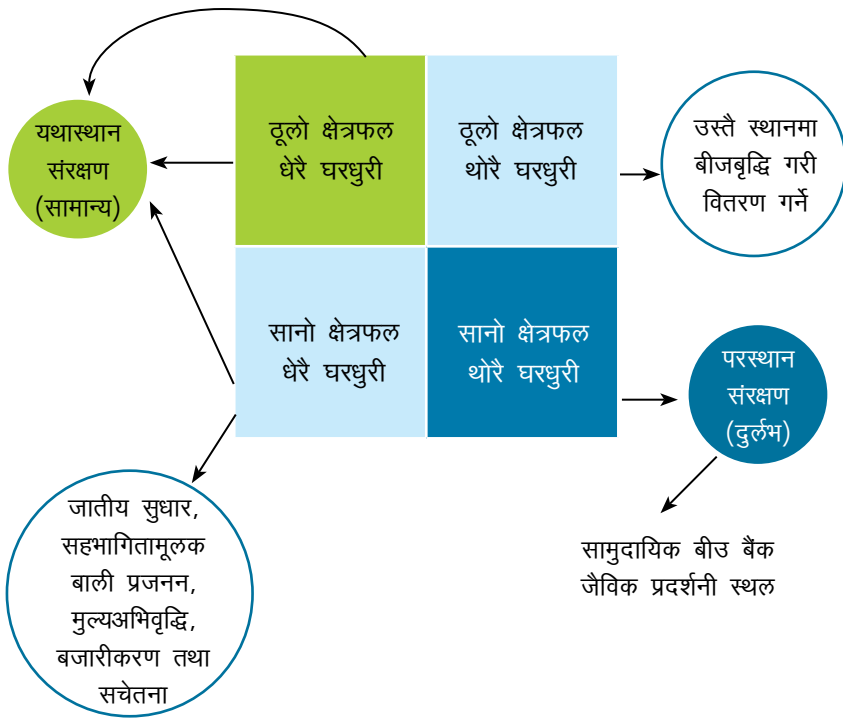 यथास्थान
संरक्षण
(सामान्य)
ठूलो क्षेत्रफल
धेरै घरधुरी
ठूलो क्षेत्रफल
थोरै घरधुरी
उस्तै स्थानमा
बीजबृद्धि गरी
वितरण गर्ने
सानो क्षेत्रफल
धेरै घरधुरी
सानो क्षेत्रफल
थोरै घरधुरी
परस्थान
संरक्षण
(दुर्लभ)
जातीय सुधार,
सहभागितामूलक
बाली प्रजनन,
मुल्यअभिवृद्धि,
बजारीकरण तथा
सचेतना
सामुदायिक बीउ बैंक
जैविक प्रदर्शनी स्थल